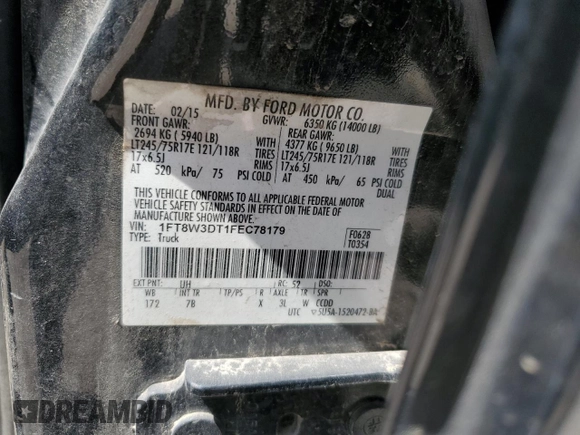 MFD. BY FORD MOTOR CO.
DATE: 02/15 GVWR: 6350 KG (14000 LB)
FRONT GAWR: REAR GAWR:
2694 KG ( 5940 LB) 4377 KG ( 9650 LB)
LT245/75R17E 121/118R TIRES LT245/75R17E 121/118R TIRES
17x6.5J RIMS 17x6.5J RIMS
AT 520 kPa/ 75 PSI COLD AT 450 kPa/ 65 PSI COLD
DUAL
THIS VEHICLE CONFORMS TO ALL APPLICABLE FEDERAL MOTOR
VEHICLE SAFETY STANDARDS IN EFFECT ON THE DATE OF
MANUFACTURE SHOWN ABOVE.
VIN: 1FT8W3DT1FEC78179 F0628
TYPE: Truck T0354
EXT PNT: UH RC: 52 DSO:
WB INT TR TP/PS R AXLE TR SPR
172 7B X 3L W CCDD
UTC
DREAMBID